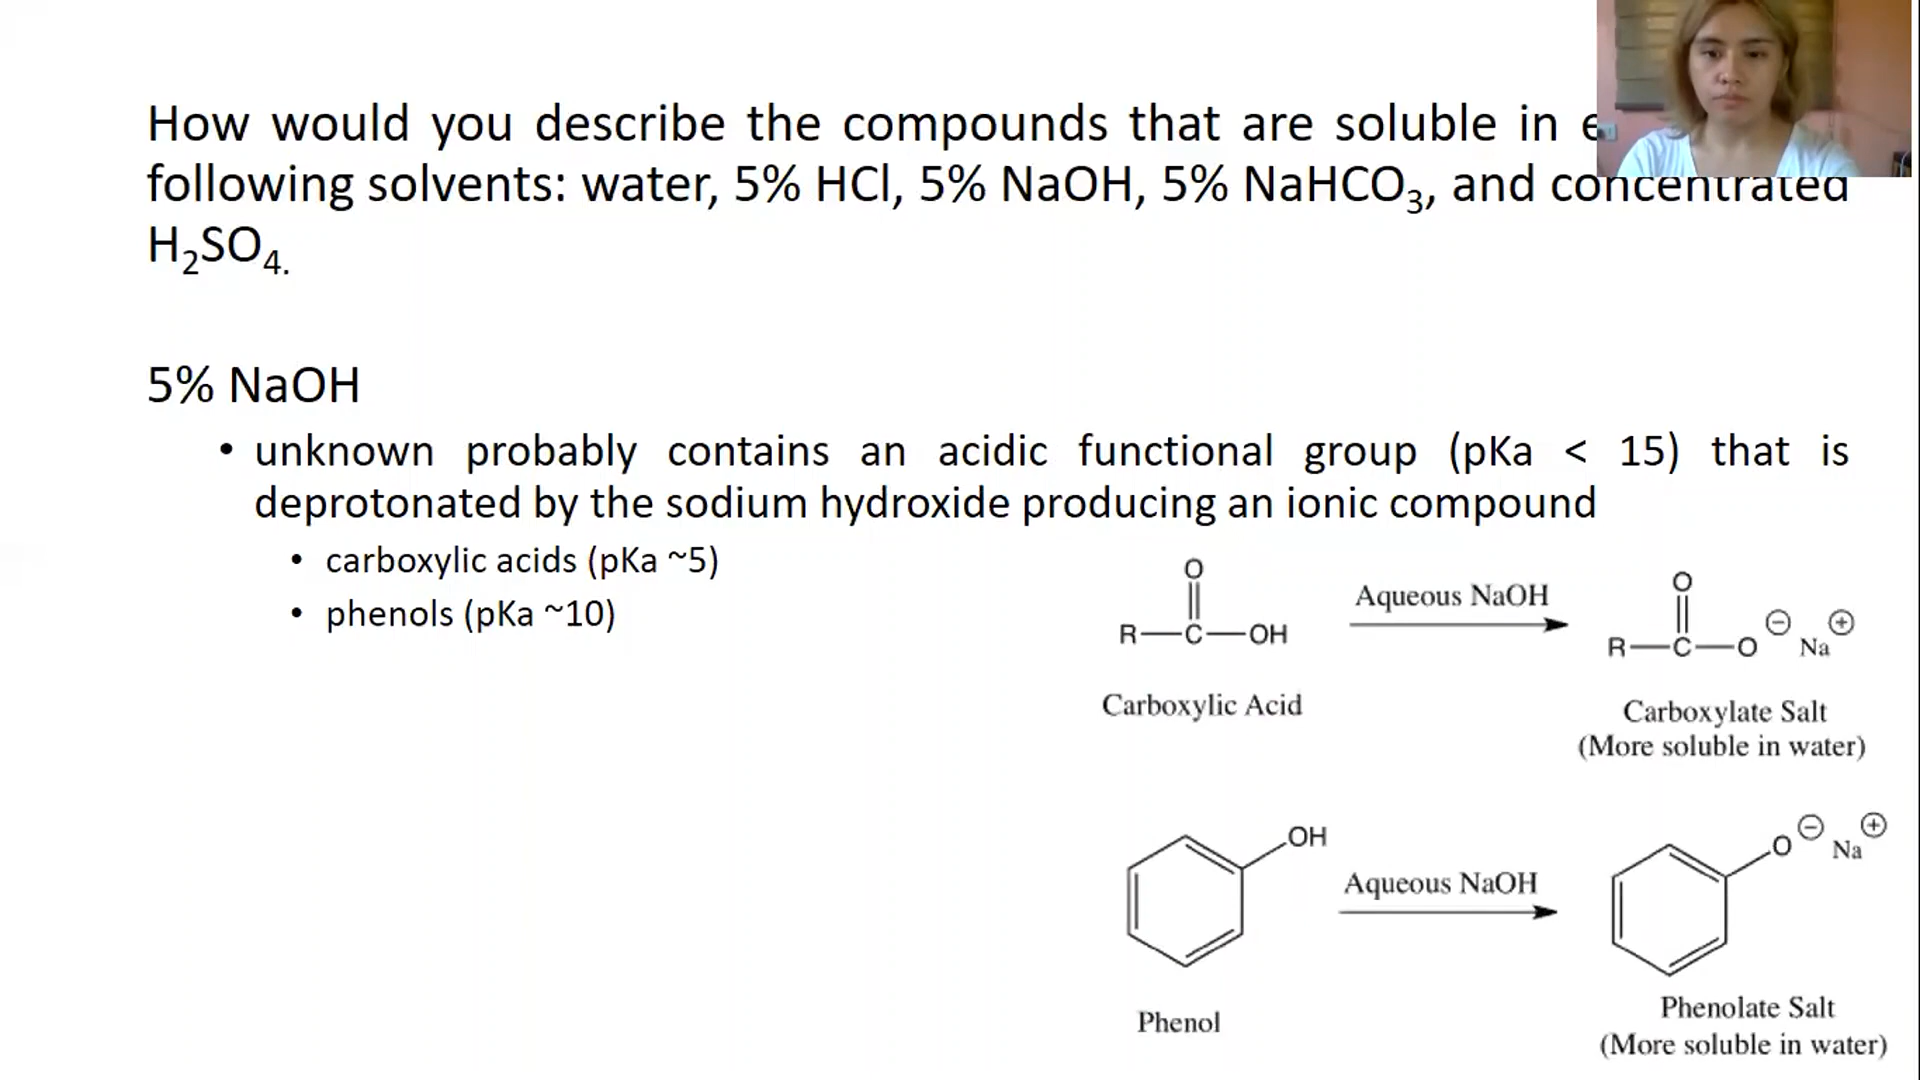 How would you describe the compounds that are soluble in
following solvents: water, 5% HCl, 5% NaOH, 5% NaHCO3, and concentrated
H2SO4.
5% NaOH
• unknown probably contains an acidic functional group (pKa < 15) that is
deprotonated by the sodium hydroxide producing an ionic compound
• carboxylic acids (pKa ~5)
• phenols (pKa ~10)
O
R—C—OH
Carboxylic Acid
Aqueous NaOH
O
R—C—O⊖ Na⊕
Carboxylate Salt
(More soluble in water)
OH
Phenol
Aqueous NaOH
O⊖ Na⊕
Phenolate Salt
(More soluble in water)